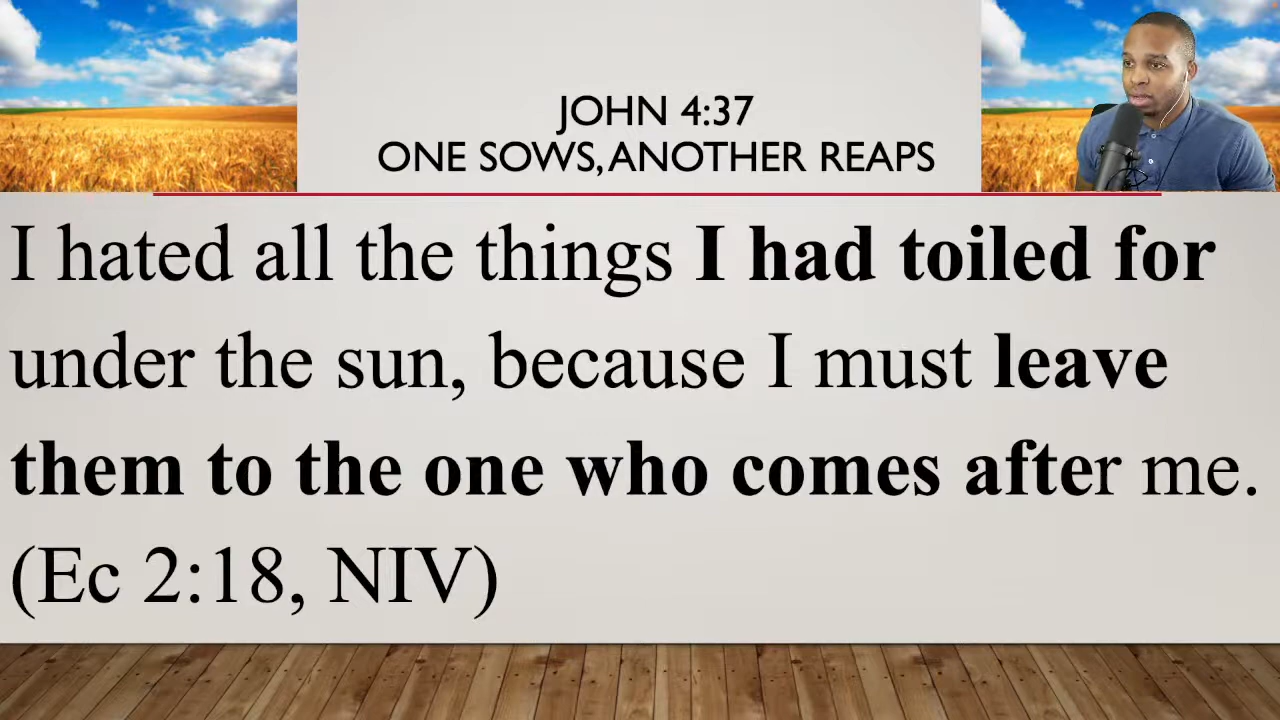 JOHN 4:37
ONE SOWS, ANOTHER REAPS
I hated all the things I had toiled for
under the sun, because I must leave
them to the one who comes after me.
(Ec 2:18, NIV)